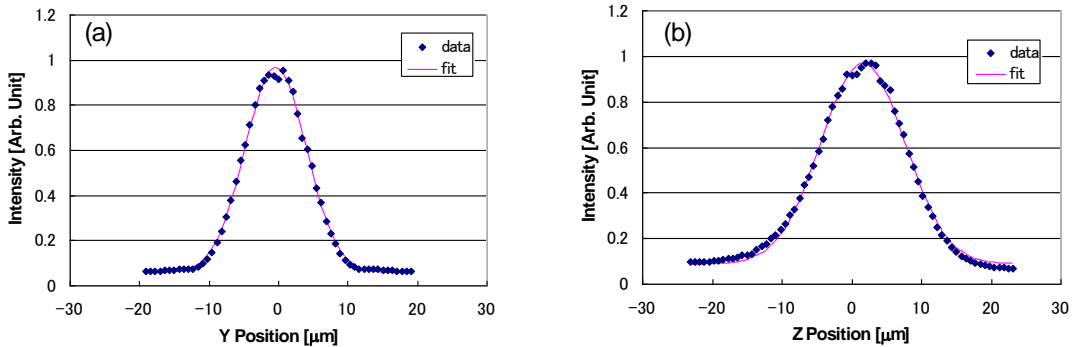 (a)
1.2
1
0.8
0.6
0.4
0.2
0
Intensity [Arb. Unit]
data
fit
−30 −20 −10 0 10 20 30
Y Position [μm]
(b)
1.2
1
0.8
0.6
0.4
0.2
0
Intensity [Arb. Unit]
data
fit
−30 −20 −10 0 10 20 30
Z Position [μm]